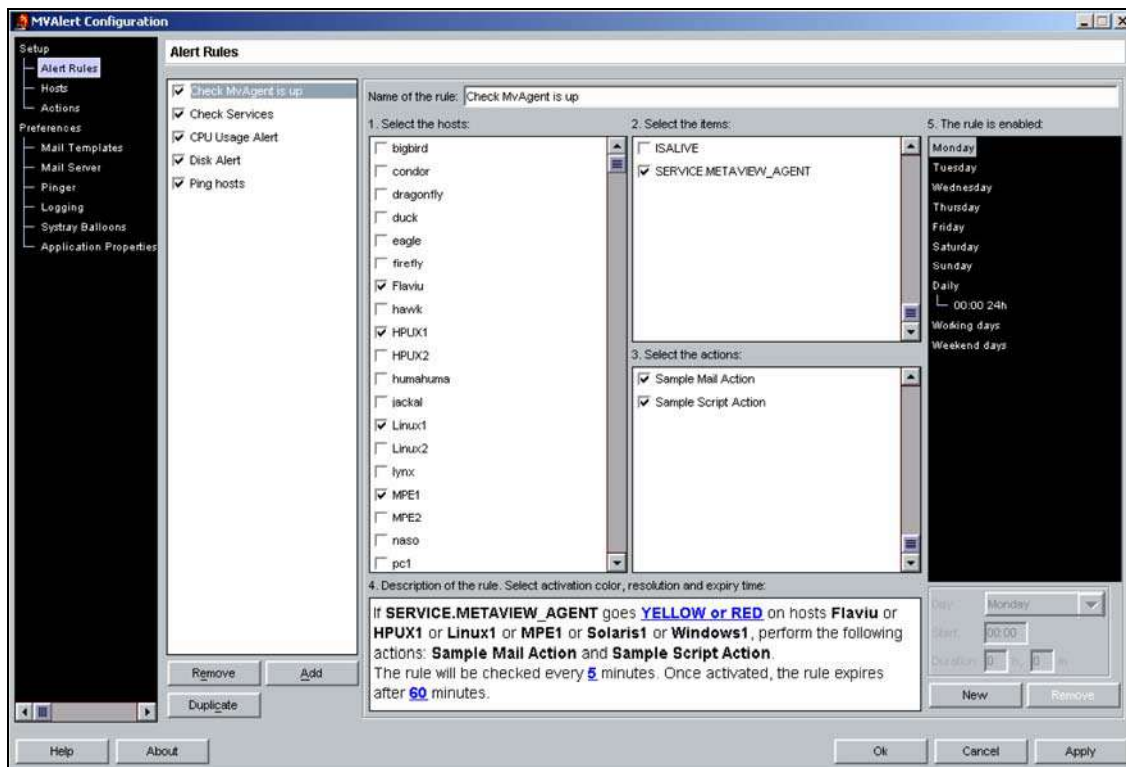 MVAlert Configuration
Setup
Alert Rules
Hosts
Actions
Preferences
Mail Templates
Mail Server
Pinger
Logging
Systray Balloons
Application Properties
Alert Rules
Check MvAgent is up
Check Services
CPU Usage Alert
Disk Alert
Ping hosts
Remove
Add
Duplicate
Name of the rule: Check MvAgent is up
1. Select the hosts:
bigbird
condor
dragonfly
duck
eagle
firefly
Flaviu
hawk
HPUX1
HPUX2
humahuma
jackal
Linux1
Linux2
lynx
MPE1
MPE2
naso
pc1
2. Select the items:
ISALIVE
SERVICE.METAVIEW_AGENT
3. Select the actions:
Sample Mail Action
Sample Script Action
4. Description of the rule. Select activation color, resolution and expiry time:
If SERVICE.METAVIEW_AGENT goes YELLOW or RED on hosts Flaviu or
HPUX1 or Linux1 or MPE1 or Solaris1 or Windows1, perform the following
actions: Sample Mail Action and Sample Script Action.
The rule will be checked every 5 minutes. Once activated, the rule expires
after 60 minutes.
5. The rule is enabled:
Monday
Tuesday
Wednesday
Thursday
Friday
Saturday
Sunday
Daily
00:00 24h
Working days
Weekend days
Day: Monday
Start: 00:00
Duration: 0 h, 0 m
New
Remove
Help
About
Ok
Cancel
Apply